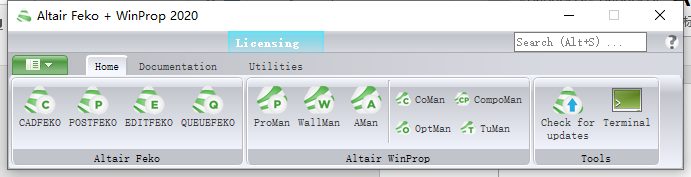 Altair Feko + WinProp 2020
Licensing
Search (Alt+S) ...
Home Documentation Utilities
C P E Q P W A C CoMan CP CompoMan
CADFEKO POSTFEKO EDITFEKO QUEUEFEKO ProMan WallMan AMan O OptMan T TuMan Check for updates Terminal
Altair Feko Altair WinProp Tools